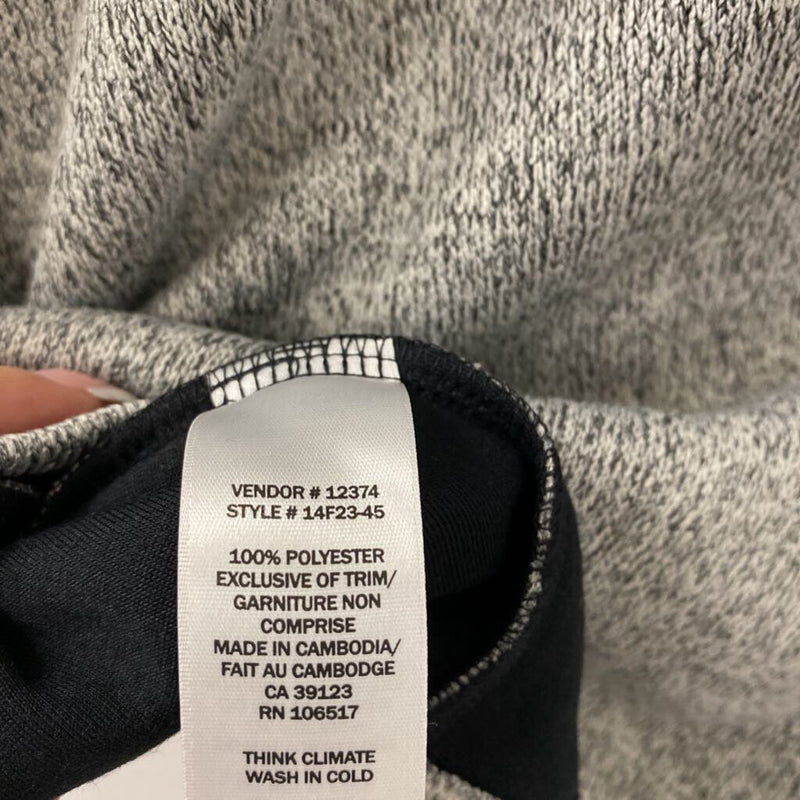 VENDOR # 12374
STYLE # 14F23-45
100% POLYESTER
EXCLUSIVE OF TRIM/
GARNITURE NON
COMPRISE
MADE IN CAMBODIA/
FAIT AU CAMBODGE
CA 39123
RN 106517
THINK CLIMATE
WASH IN COLD